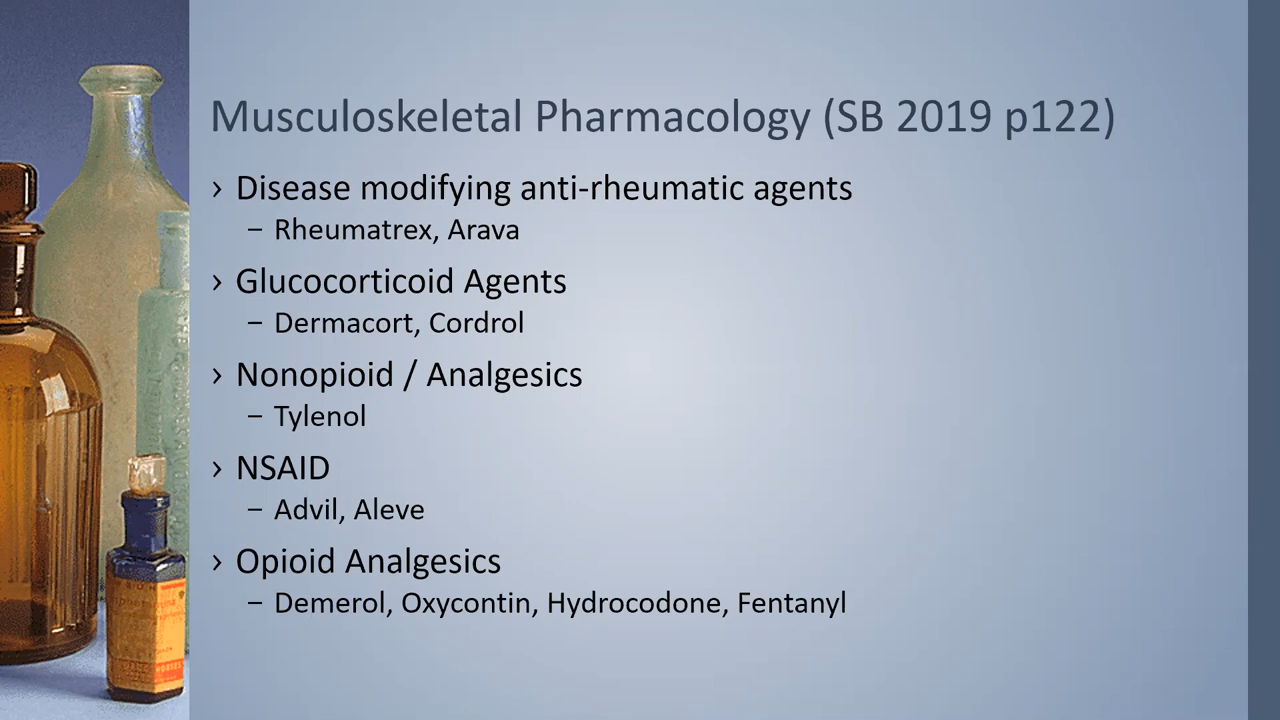 Musculoskeletal Pharmacology (SB 2019 p122)
› Disease modifying anti-rheumatic agents
– Rheumatrex, Arava
› Glucocorticoid Agents
– Dermacort, Cordrol
› Nonopioid / Analgesics
– Tylenol
› NSAID
– Advil, Aleve
› Opioid Analgesics
– Demerol, Oxycontin, Hydrocodone, Fentanyl